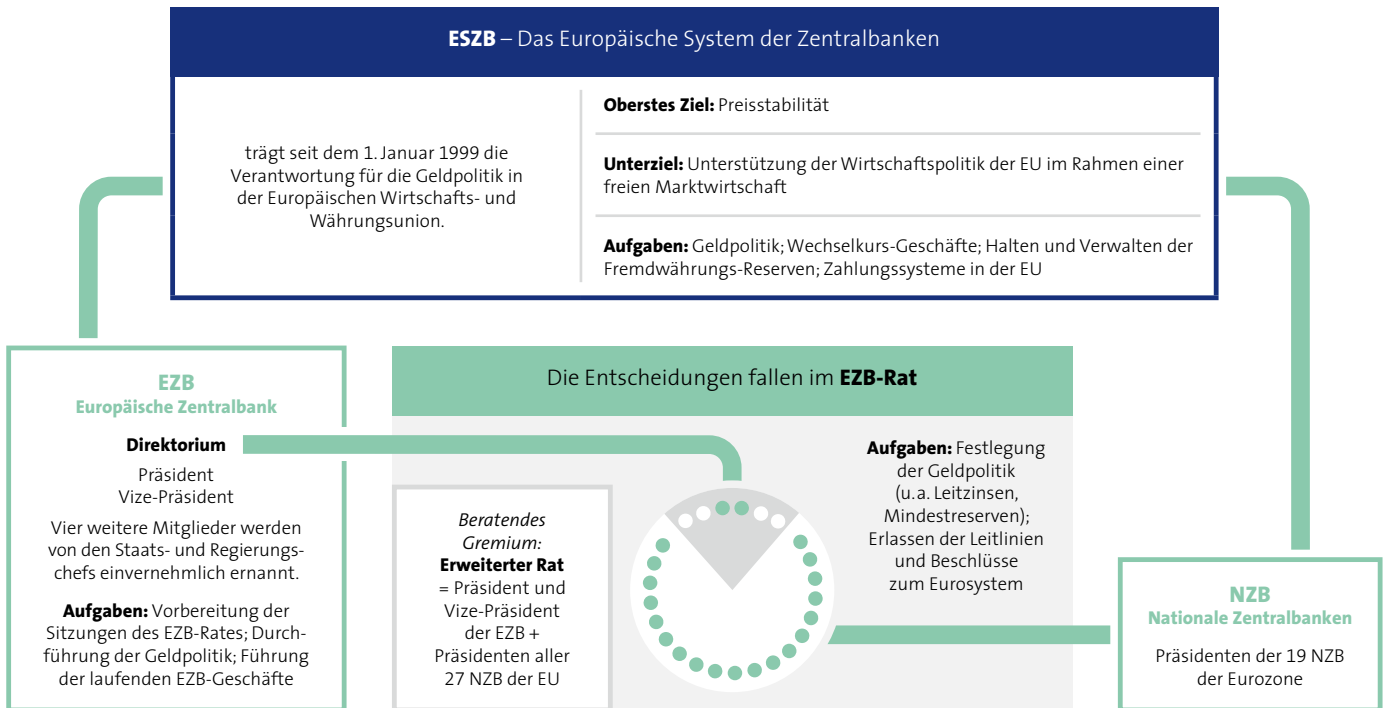 ESZB – Das Europäische System der Zentralbanken
trägt seit dem 1. Januar 1999 die
Verantwortung für die Geldpolitik in
der Europäischen Wirtschafts- und
Währungsunion.
Oberstes Ziel: Preisstabilität
Unterziel: Unterstützung der Wirtschaftspolitik der EU im Rahmen einer
freien Marktwirtschaft
Aufgaben: Geldpolitik; Wechselkurs-Geschäfte; Halten und Verwalten der
Fremdwährungs-Reserven; Zahlungssysteme in der EU
EZB
Europäische Zentralbank
Direktorium
Präsident
Vize-Präsident
Vier weitere Mitglieder werden
von den Staats- und Regierungs-
chefs einvernehmlich ernannt.
Aufgaben: Vorbereitung der
Sitzungen des EZB-Rates; Durch-
führung der Geldpolitik; Führung
der laufenden EZB-Geschäfte
Die Entscheidungen fallen im EZB-Rat
Beratendes
Gremium:
Erweiterter Rat
= Präsident und
Vize-Präsident
der EZB +
Präsidenten aller
27 NZB der EU
Aufgaben: Festlegung
der Geldpolitik
(u.a. Leitzinsen,
Mindestreserven);
Erlassen der Leitlinien
und Beschlüsse
zum Eurosystem
NZB
Nationale Zentralbanken
Präsidenten der 19 NZB
der Eurozone